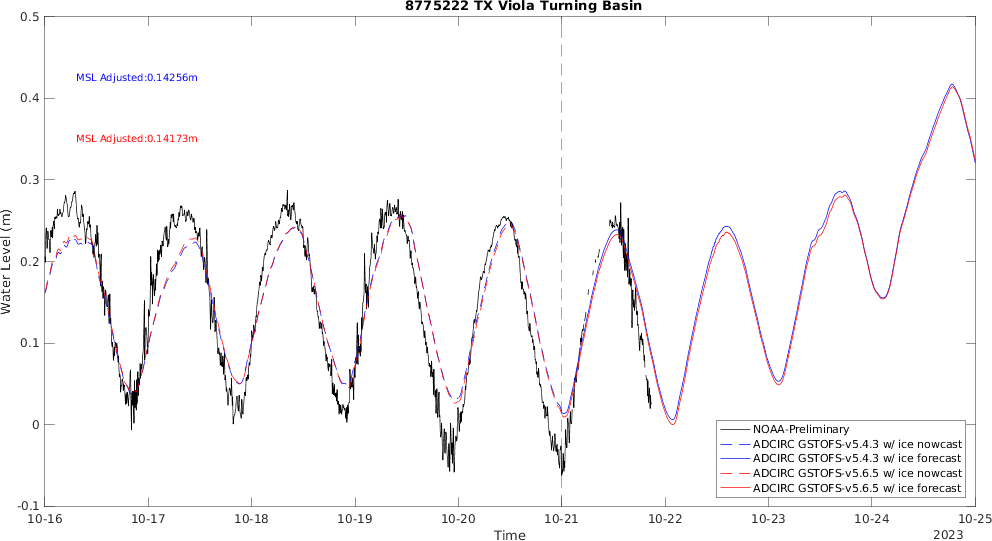 8775222 TX Viola Turning Basin
0.5
MSL Adjusted:0.14256m
0.4
MSL Adjusted:0.14173m
0.3
Water Level (m)
0.2
0.1
0
-0.1
NOAA-Preliminary
ADCIRC GSTOFS-v5.4.3 w/ ice nowcast
ADCIRC GSTOFS-v5.4.3 w/ ice forecast
ADCIRC GSTOFS-v5.6.5 w/ ice nowcast
ADCIRC GSTOFS-v5.6.5 w/ ice forecast
10-16 10-17 10-18 10-19 10-20 10-21 10-22 10-23 10-24 10-25
Time
2023